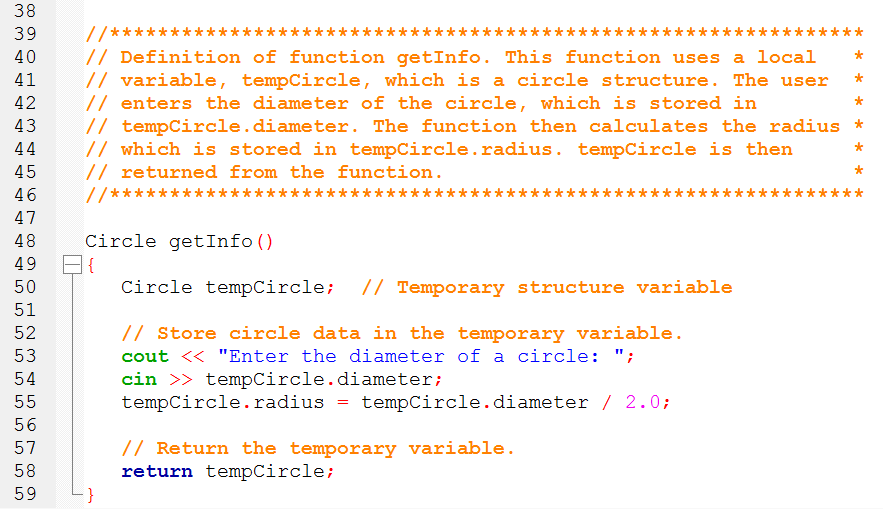 38
39 //***************************************************************
40 // Definition of function getInfo. This function uses a local   *
41 // variable, tempCircle, which is a circle structure. The user  *
42 // enters the diameter of the circle, which is stored in        *
43 // tempCircle.diameter. The function then calculates the radius *
44 // which is stored in tempCircle.radius. tempCircle is then     *
45 // returned from the function.                                  *
46 //***************************************************************
47
48 Circle getInfo()
49 {
50    Circle tempCircle;  // Temporary structure variable
51
52    // Store circle data in the temporary variable.
53    cout << "Enter the diameter of a circle: ";
54    cin >> tempCircle.diameter;
55    tempCircle.radius = tempCircle.diameter / 2.0;
56
57    // Return the temporary variable.
58    return tempCircle;
59 }